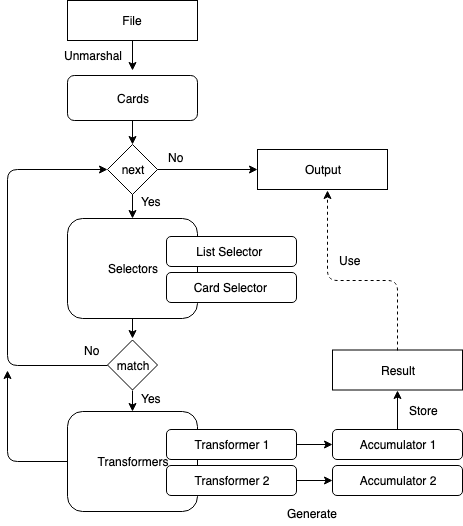 File
Unmarshal
Cards
next
No
Output
Yes
Selectors
List Selector
Card Selector
Use
No
match
Result
Yes
Store
Transformers
Transformer 1
Accumulator 1
Transformer 2
Accumulator 2
Generate